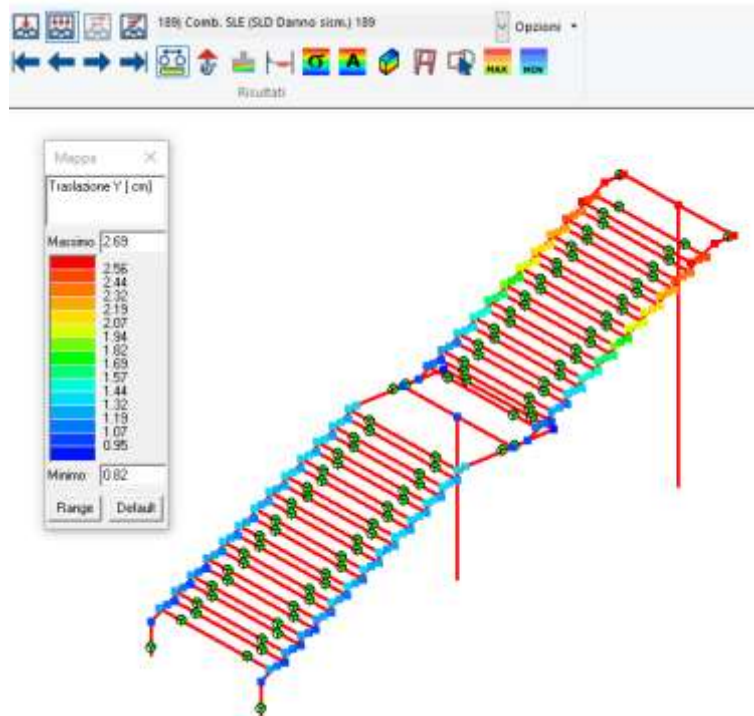 189) Comb. SLE (SLD Danno sism.) 189
Opzioni
σ A MAX MIN
Risultati
Mappa
Traslazione Y [ cm]
Massimo 2.69
2.56
2.44
2.32
2.19
2.07
1.94
1.82
1.69
1.57
1.44
1.32
1.19
1.07
0.95
Minimo 0.82
Range Default